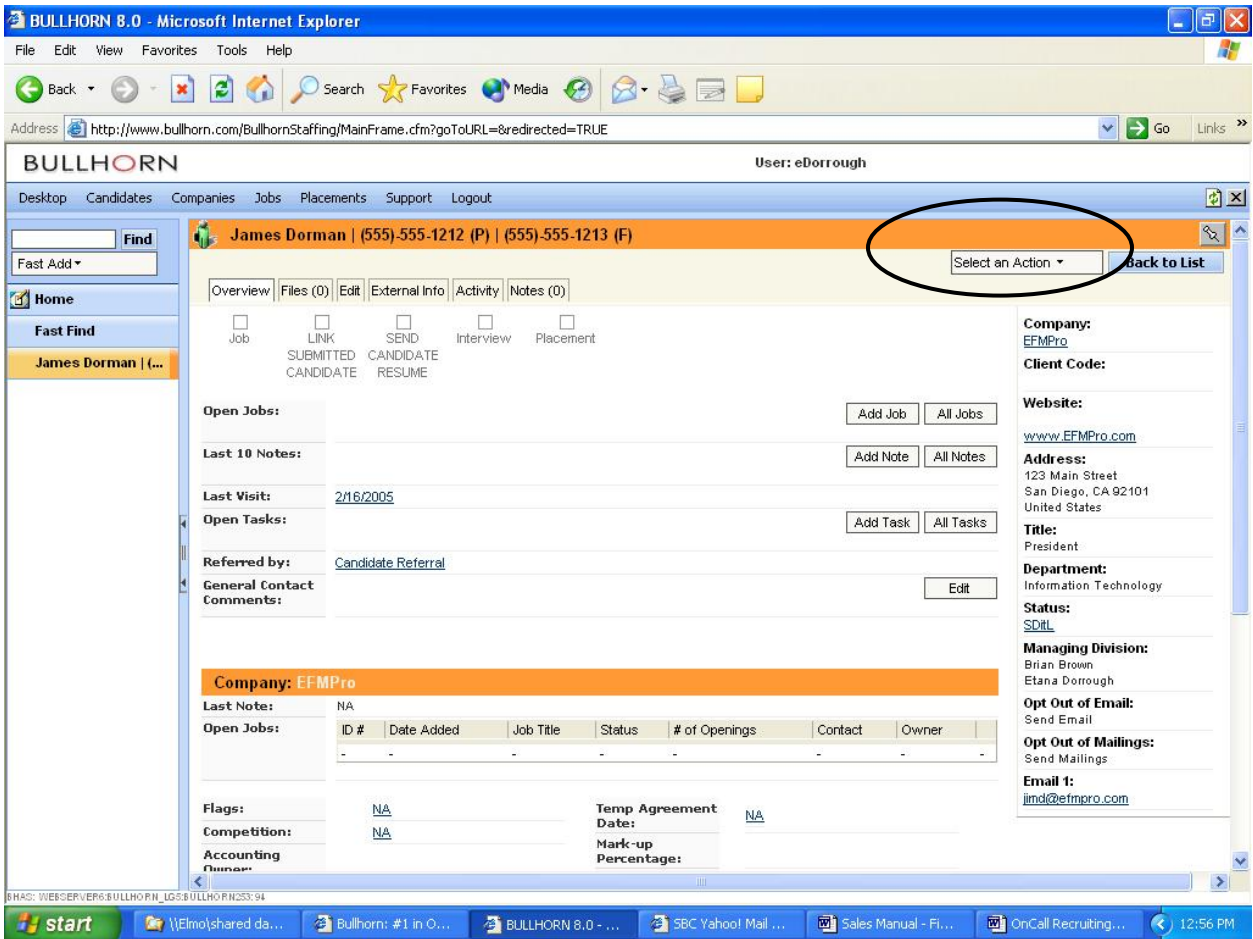 BULLHORN 8.0 - Microsoft Internet Explorer
File Edit View Favorites Tools Help
Back Search Favorites Media
Address http://www.bullhorn.com/BullhornStaffing/MainFrame.cfm?goToURL=&redirected=TRUE Go Links »
BULLHORN User: eDorrough
Desktop Candidates Companies Jobs Placements Support Logout
Find
Fast Add
Home
Fast Find
James Dorman | (...
James Dorman | (555)-555-1212 (P) | (555)-555-1213 (F)
Select an Action Back to List
Overview Files (0) Edit External Info Activity Notes (0)
Job LINK SEND Interview Placement
SUBMITTED CANDIDATE
CANDIDATE RESUME
Open Jobs: Add Job All Jobs
Last 10 Notes: Add Note All Notes
Last Visit: 2/16/2005
Open Tasks: Add Task All Tasks
Referred by: Candidate Referral
General Contact Edit
Comments:
Company: EFMPro
Last Note: NA
Open Jobs: ID # Date Added Job Title Status # of Openings Contact Owner
- - - - - - - -
Flags: NA
Competition: NA
Accounting
Owner:
Temp Agreement
Date: NA
Mark-up
Percentage:
Company:
EFMPro
Client Code:
Website:
www.EFMPro.com
Address:
123 Main Street
San Diego, CA 92101
United States
Title:
President
Department:
Information Technology
Status:
SDitL
Managing Division:
Brian Brown
Etana Dorrough
Opt Out of Email:
Send Email
Opt Out of Mailings:
Send Mailings
Email 1:
jimd@efmpro.com
BHAS: WEBSERVER6:BULLHORN_LG5:BULLHORN253:94
start \\Elmo\shared da... Bullhorn: #1 in O... BULLHORN 8.0 - ... SBC Yahoo! Mail ... Sales Manual - Fi... OnCall Recruiting... 12:56 PM